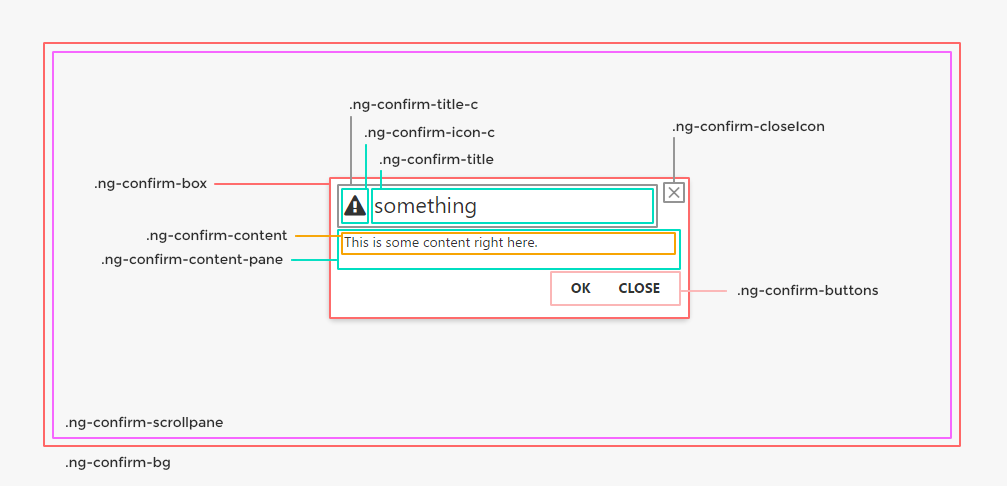 .ng-confirm-title-c
.ng-confirm-closeIcon
.ng-confirm-icon-c
.ng-confirm-title
.ng-confirm-box
something
.ng-confirm-content
This is some content right here.
.ng-confirm-content-pane
OK CLOSE
.ng-confirm-buttons
.ng-confirm-scrollpane
.ng-confirm-bg